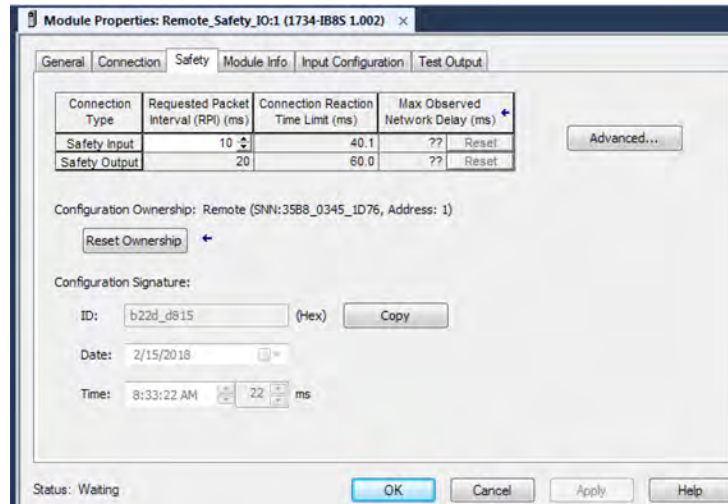 Module Properties: Remote_Safety_IO:1 (1734-IB8S 1.002) ×
General Connection Safety Module Info Input Configuration Test Output
Connection Type Requested Packet Interval (RPI) (ms) Connection Reaction Time Limit (ms) Max Observed Network Delay (ms)
Safety Input 10 40.1 ?? Reset
Safety Output 20 60.0 ?? Reset
Advanced...
Configuration Ownership: Remote (SNN:35B8_0345_1D76, Address: 1)
Reset Ownership
Configuration Signature:
ID: b22d_d815 (Hex) Copy
Date: 2/15/2018
Time: 8:33:22 AM 22 ms
Status: Waiting OK Cancel Apply Help